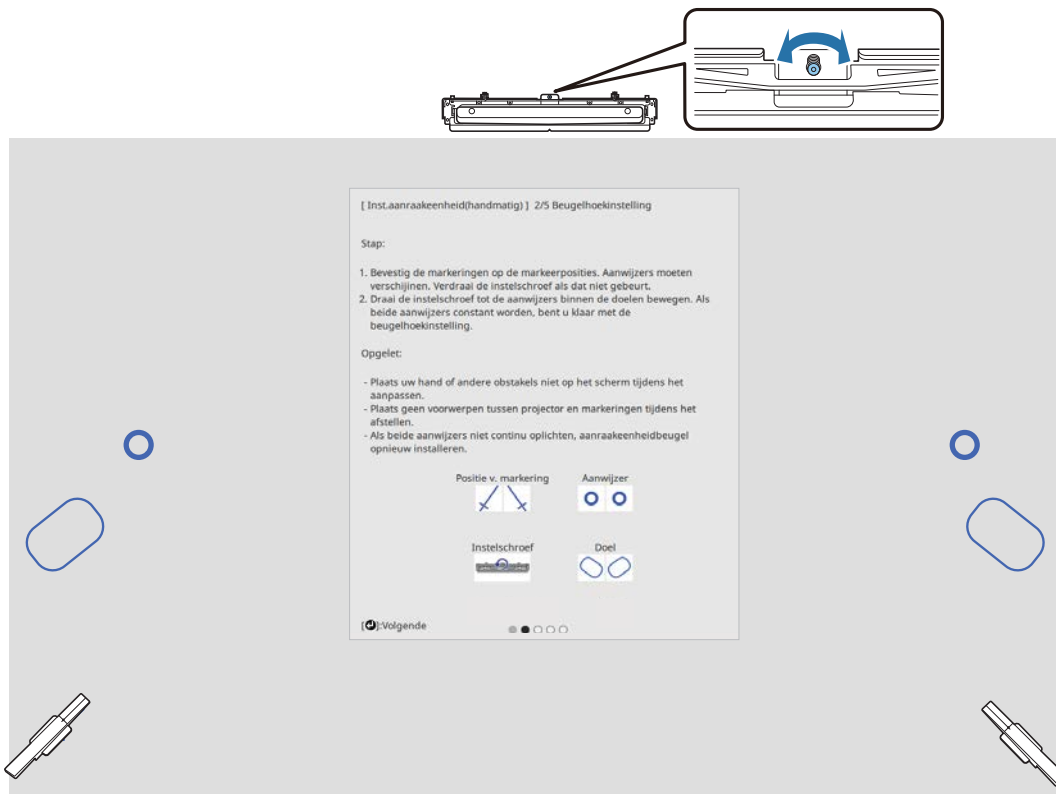 [ Inst.aanraakeenheid(handmatig) ] 2/5 Beugelhoekinstelling
Stap:
1. Bevestig de markeringen op de markeerposities. Aanwijzers moeten
verschijinen. Verdraai de instelschroef als dat niet gebeurt.
2. Draai de instelschroef tot de aanwijzers binnen de doelen bewegen. Als
beide aanwijzers constant worden, bent u klaar met de
beugelhoekinstelling.
Opgelet:
- Plaats uw hand of andere obstakels niet op het scherm tijdens het
aanpassen.
- Plaats geen voorwerpen tussen projector en markeringen tijdens het
afstellen.
- Als beide aanwijzers niet continu oplichten, aanraakeenheidbeugel
opnieuw installeren.
Positie v. markering Aanwijzer
Instelschroef Doel
[ ]:Volgende